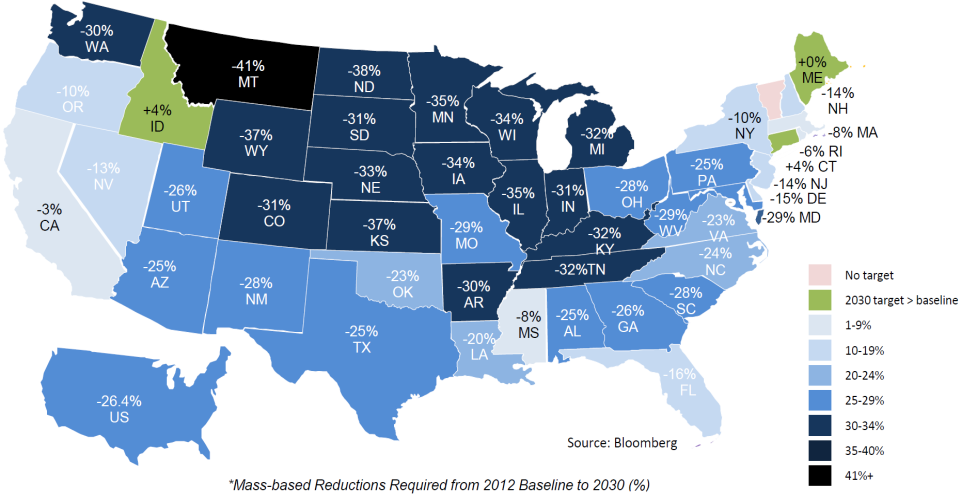 -30%
WA
-41%
MT
-38%
ND
-35%
MN
+0%
ME
-14%
NH
-10%
OR
+4%
ID
-37%
WY
-31%
SD
-34%
WI
-32%
MI
-10%
NY
-8% MA
-6% RI
+4% CT
-14% NJ
-15% DE
-29% MD
-13%
NV
-26%
UT
-31%
CO
-33%
NE
-34%
IA
-35%
IL
-31%
IN
-28%
OH
-25%
PA
-3%
CA
-37%
KS
-29%
MO
-32%
KY
-29%
WV
-23%
VA
-25%
AZ
-28%
NM
-23%
OK
-30%
AR
-32%TN
-24%
NC
-25%
TX
-20%
LA
-8%
MS
-25%
AL
-26%
GA
-28%
SC
-16%
FL
-26.4%
US
No target
2030 target > baseline
1-9%
10-19%
20-24%
25-29%
30-34%
35-40%
41%+
Source: Bloomberg
*Mass-based Reductions Required from 2012 Baseline to 2030 (%)